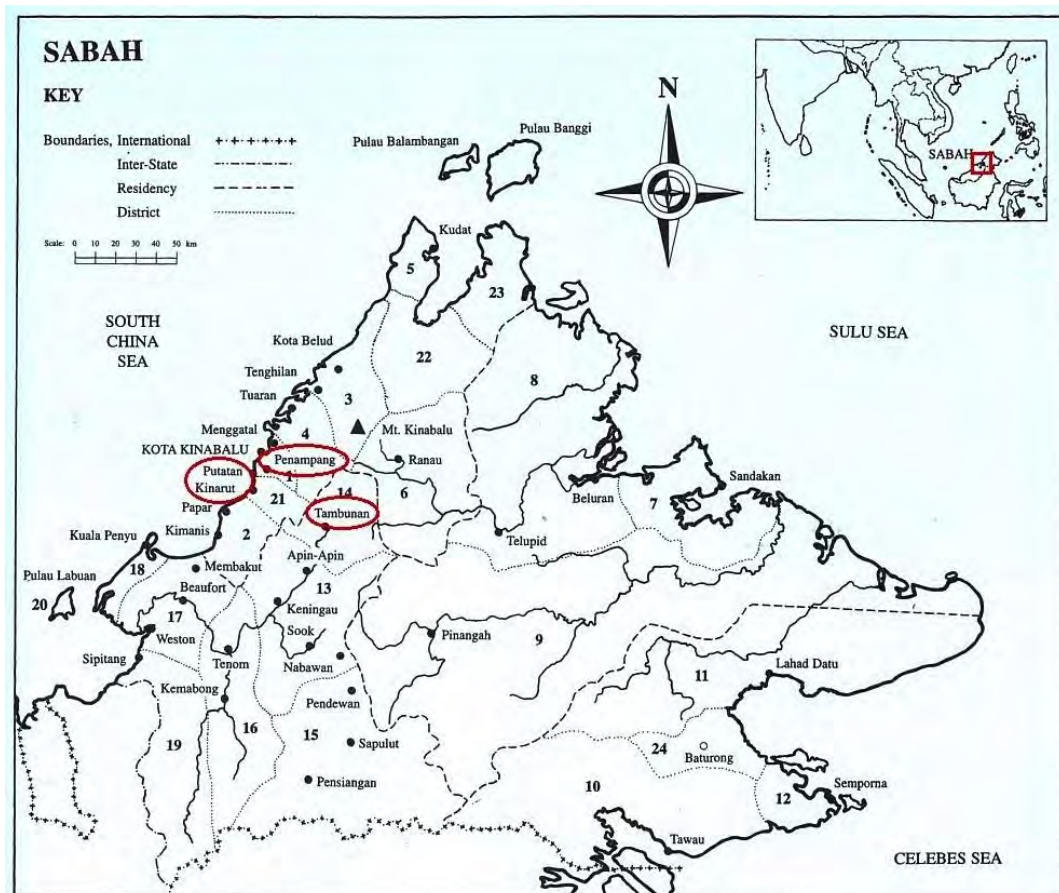 SABAH
KEY
Boundaries, International
Inter-State
Residency
District
Scale: 0 10 20 30 40 50 km
N
SABAH
Pulau Balambangan
Pulau Banggi
Kudat
5
23
SOUTH
CHINA
SEA
SULU SEA
Kota Belud
22
8
Tenghilan
Tuaran
3
Menggatal
4
Mt. Kinabalu
KOTA KINABALU
Penampang
Ranau
Putatan
1
Sandakan
Kinarut
21
14
6
Beluran
7
Papar
Tambunan
Kimanis
2
Telupid
Kuala Penyu
Apin-Apin
18
Membakut
13
Pulau Labuan
Beaufort
20
17
Keningau
Weston
Sook
Pinangah
9
Sipitang
Tenom
Nabawan
Lahad Datu
Kemabong
Pendewan
11
16
15
19
Sapulut
24
Baturong
Pensiangan
10
12
Semporna
Tawau
CELEBES SEA